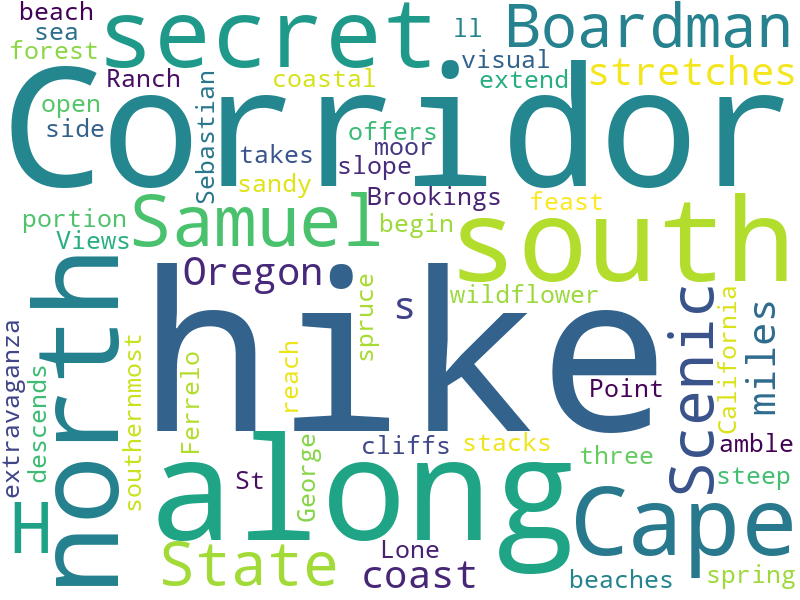 beach
secret
ll
Boardman
sea
forest
visual
Ranch
coastal
extend
stretches
Corridor
open
side
Sebastian
offers
moor
takes
slope
sandy
Brookings
feast
portion
Samuel
begin
south
Views
north
Oregon
s
wildflower
hike
spruce
Scenic
California
miles
extravaganza
descends
southernmost
Ferrelo
reach
Point
along
George
cliffs
stacks
three
amble
St
steep
H
Cape
State
Lone
coast
beaches
spring